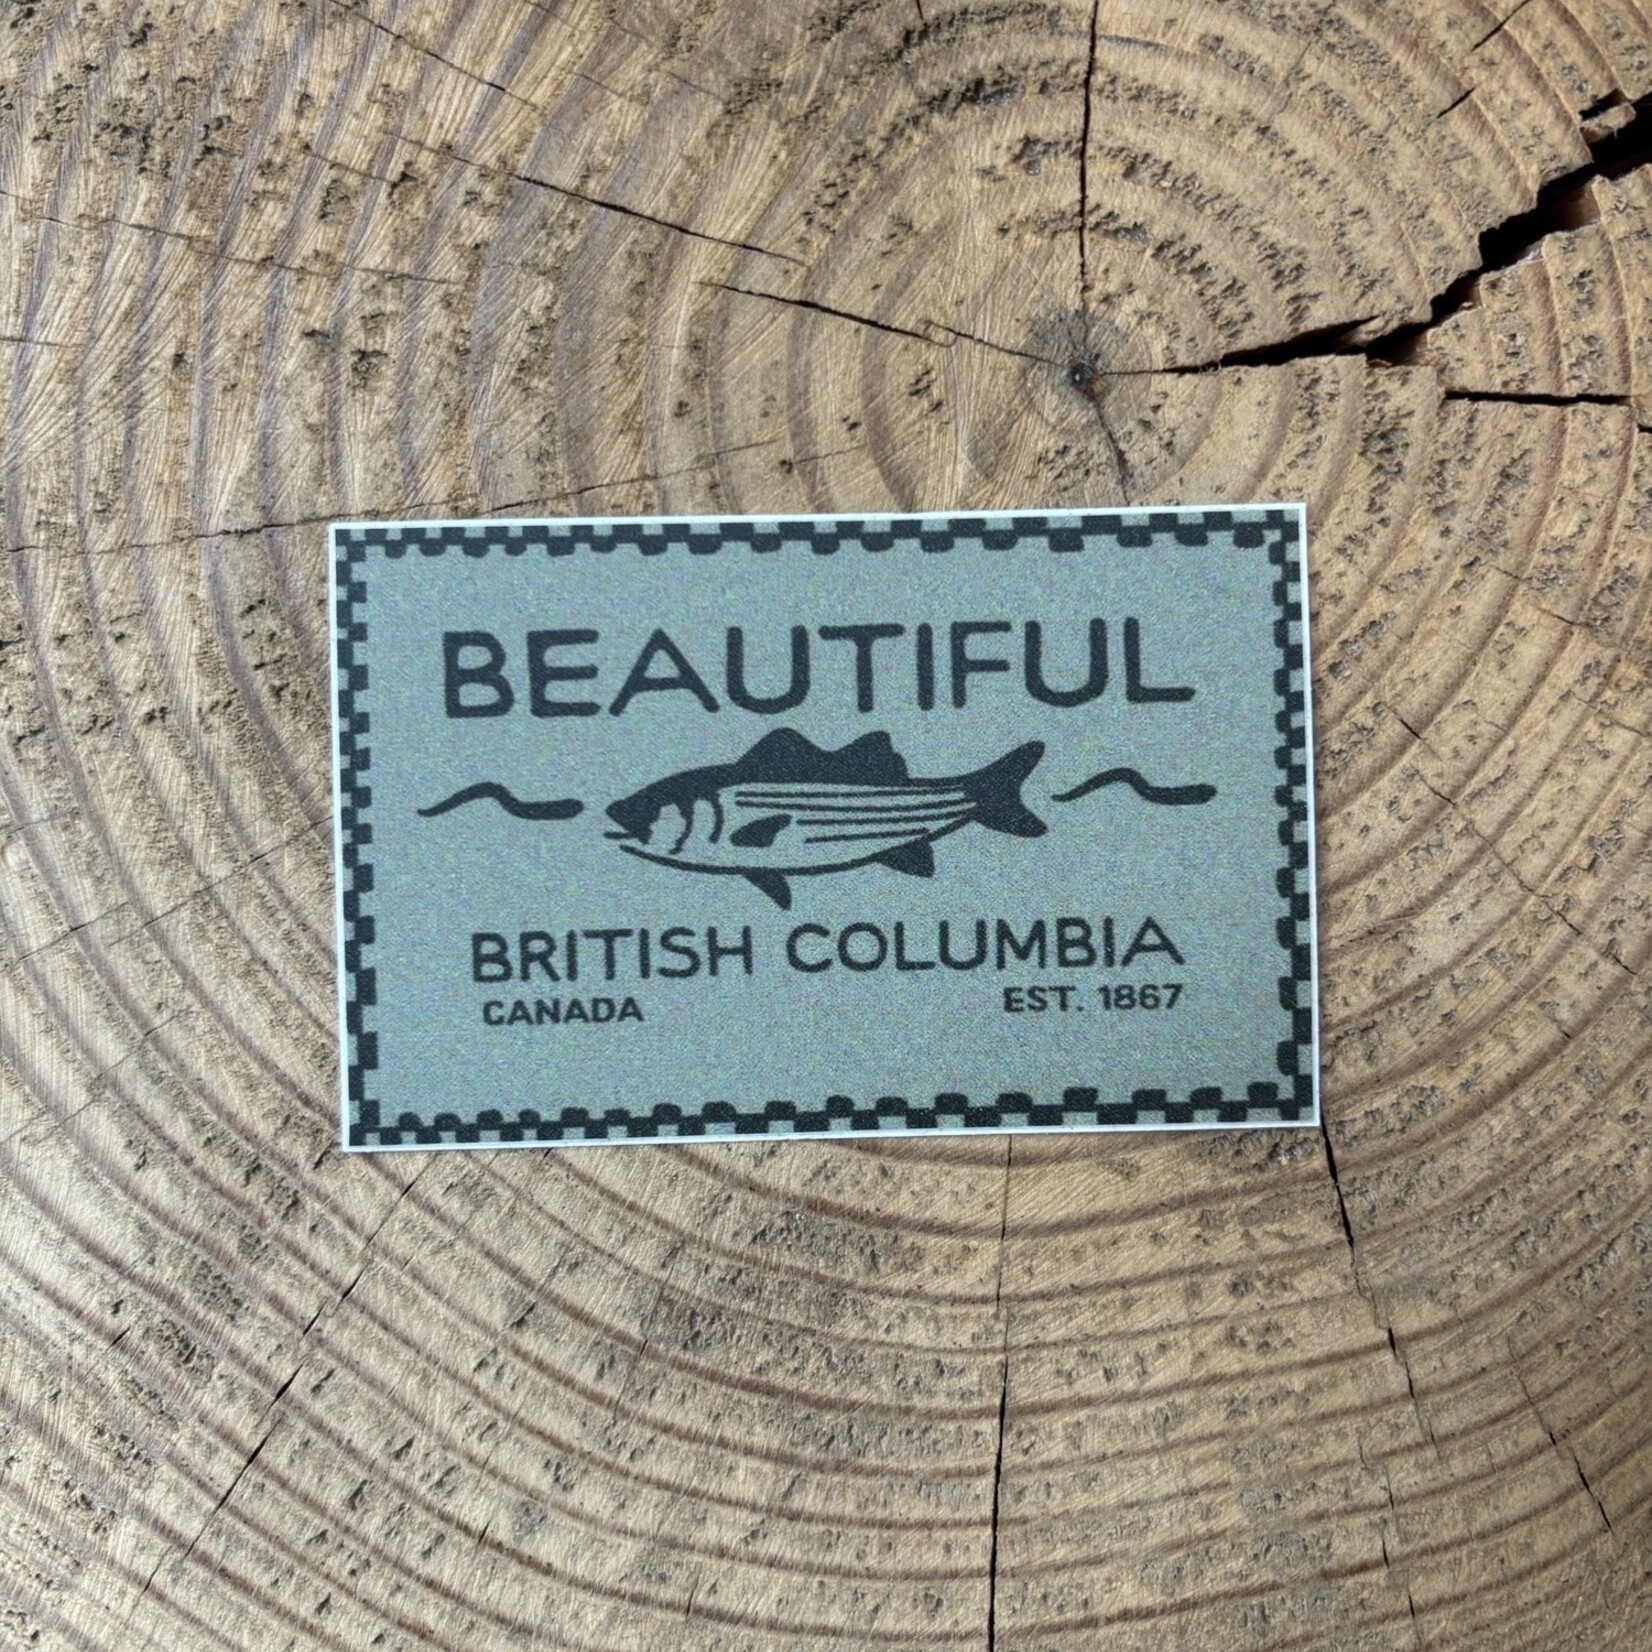 BEAUTIFUL
BRITISH COLUMBIA
CANADA EST. 1867